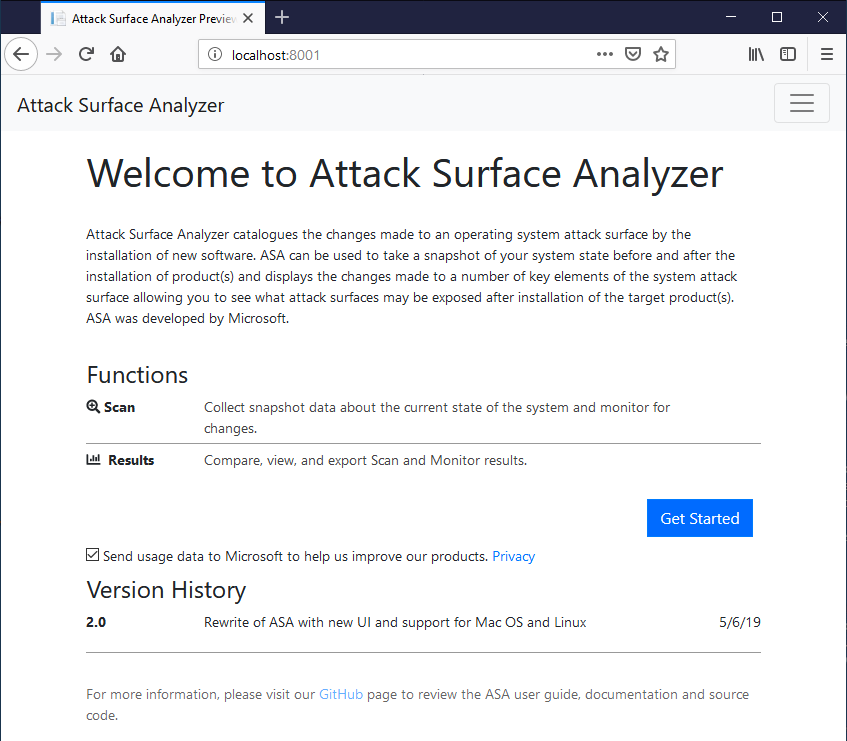 Attack Surface Analyzer Preview
localhost:8001
Attack Surface Analyzer
Welcome to Attack Surface Analyzer
Attack Surface Analyzer catalogues the changes made to an operating system attack surface by the
installation of new software. ASA can be used to take a snapshot of your system state before and after the
installation of product(s) and displays the changes made to a number of key elements of the system attack
surface allowing you to see what attack surfaces may be exposed after installation of the target product(s).
ASA was developed by Microsoft.
Functions
Scan Collect snapshot data about the current state of the system and monitor for
changes.
Results Compare, view, and export Scan and Monitor results.
Get Started
Send usage data to Microsoft to help us improve our products. Privacy
Version History
2.0 Rewrite of ASA with new UI and support for Mac OS and Linux 5/6/19
For more information, please visit our GitHub page to review the ASA user guide, documentation and source
code.